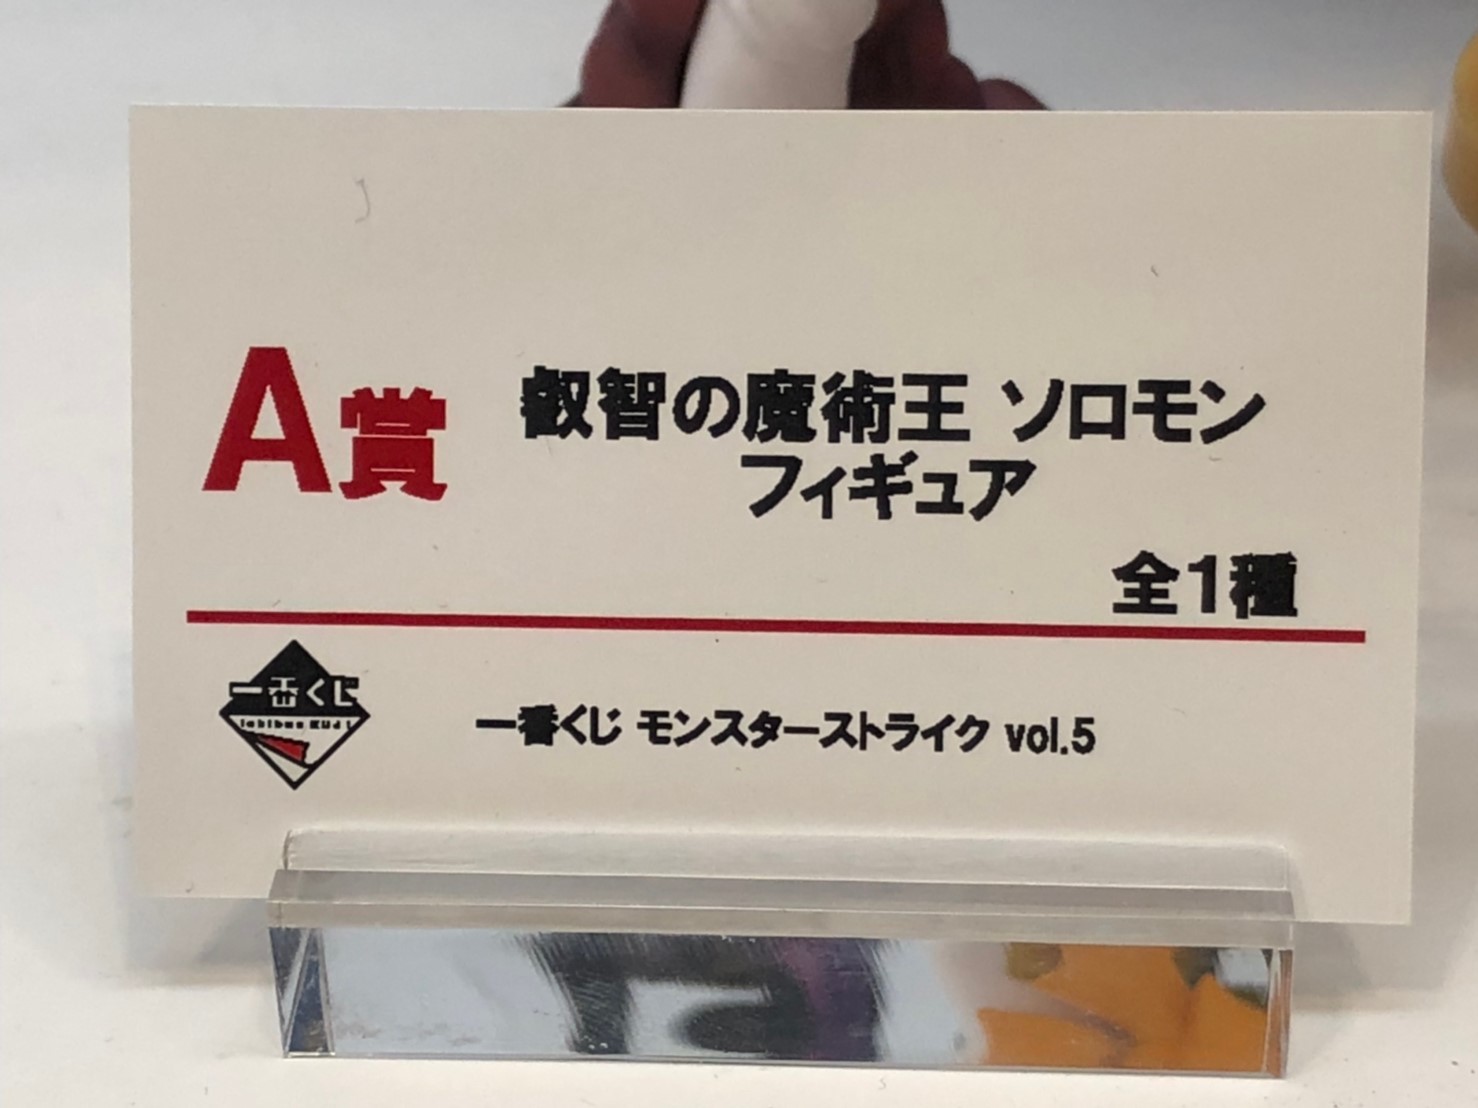 A賞
叡智の魔術王 ソロモン
フィギュア
全1種
一番くじ
Ichiban KUJI
一番くじ モンスターストライク vol.5